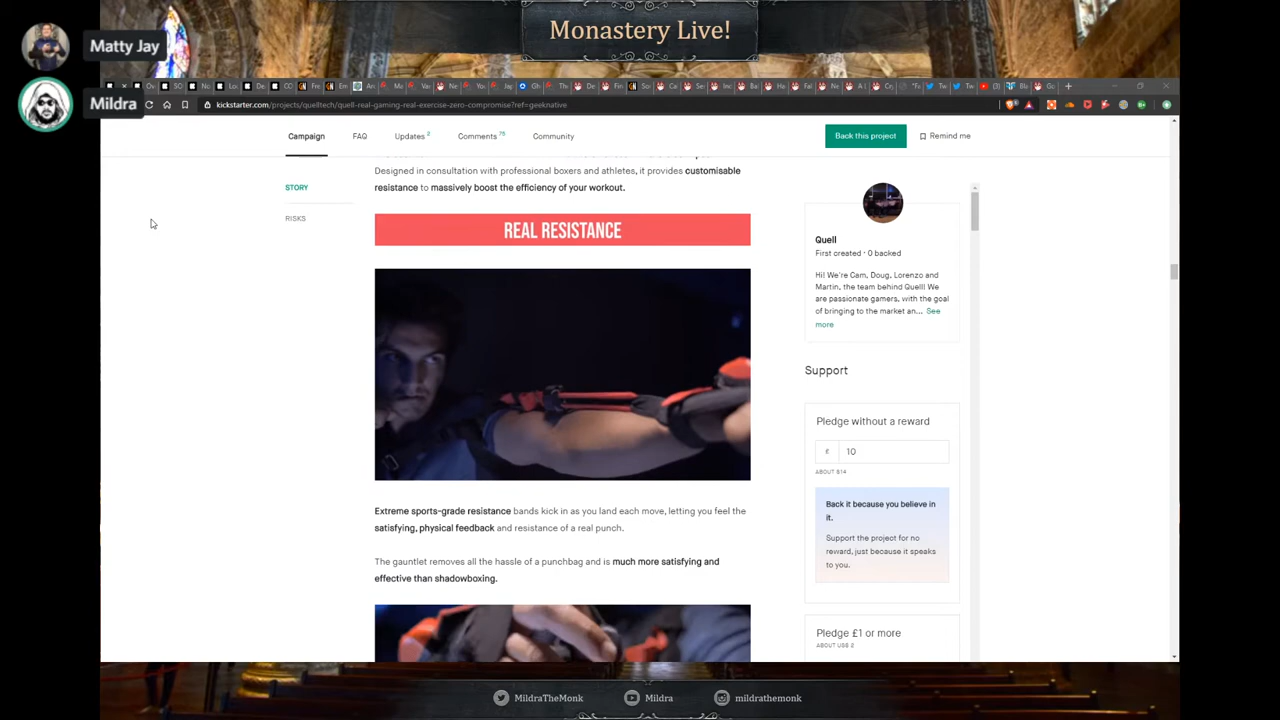 Monastery Live!
Matty Jay
Mildra
kickstarter.com/projects/quelltech/quell-real-gaming-real-exercise-zero-compromise?ref=geeknative
Campaign
FAQ
Updates 2
Comments 75
Community
Back this project
Remind me
STORY
RISKS
Designed in consultation with professional boxers and athletes, it provides customisable
resistance to massively boost the efficiency of your workout.
REAL RESISTANCE
Extreme sports-grade resistance bands kick in as you land each move, letting you feel the
satisfying, physical feedback and resistance of a real punch.
The gauntlet removes all the hassle of a punchbag and is much more satisfying and
effective than shadowboxing.
Quell
First created · 0 backed
Hi! We're Cam, Doug, Lorenzo and
Martin, the team behind Quell! We
are passionate gamers, with the goal
of bringing to the market an... See
more
Support
Pledge without a reward
£ 10
ABOUT $14
Back it because you believe in
it.
Support the project for no
reward, just because it speaks
to you.
Pledge £1 or more
ABOUT US$ 2
MildraTheMonk
Mildra
mildrathemonk